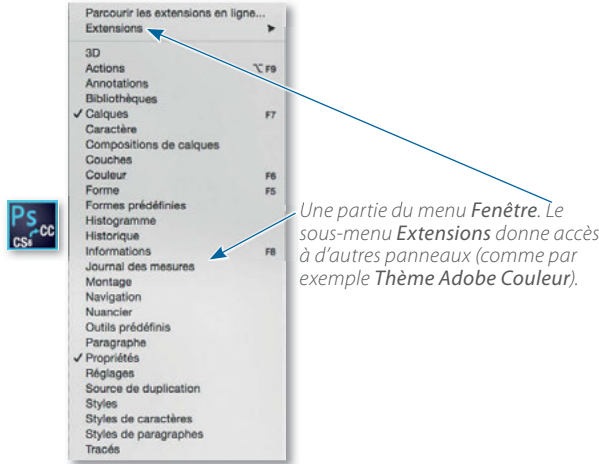 Parcourir les extensions en ligne...
Extensions
3D
Actions ⌥F9
Annotations
Bibliothèques
✓ Calques F7
Caractère
Compositions de calques
Couches
Couleur F6
Forme F5
Formes prédéfinies
Histogramme
Historique
Informations F8
Journal des mesures
Montage
Navigation
Nuancier
Outils prédéfinis
Paragraphe
✓ Propriétés
Réglages
Source de duplication
Styles
Styles de caractères
Styles de paragraphes
Tracés
Ps
CC
CS6
Une partie du menu Fenêtre. Le
sous-menu Extensions donne accès
à d'autres panneaux (comme par
exemple Thème Adobe Couleur).